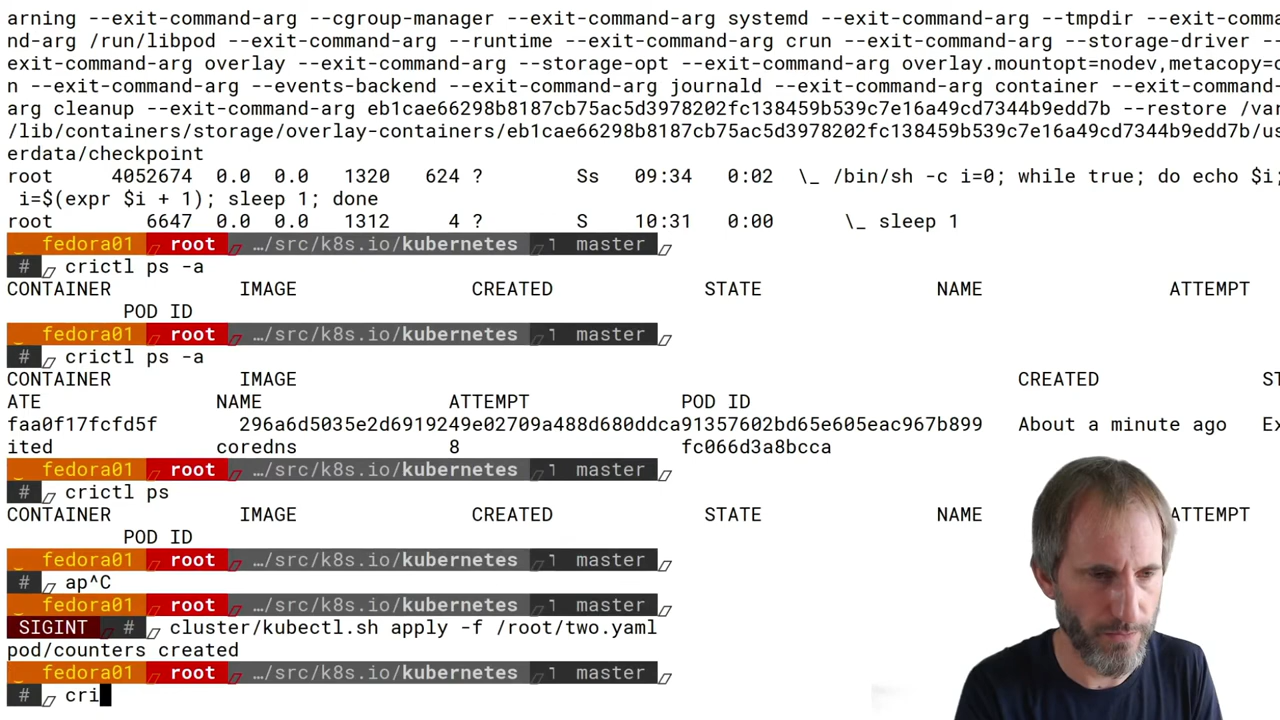 arning --exit-command-arg --cgroup-manager --exit-command-arg systemd --exit-command-arg --tmpdir --exit-comma
nd-arg /run/libpod --exit-command-arg --runtime --exit-command-arg crun --exit-command-arg --storage-driver --
exit-command-arg overlay --exit-command-arg --storage-opt --exit-command-arg overlay.mountopt=nodev,metacopy=o
n --exit-command-arg --events-backend --exit-command-arg journald --exit-command-arg container --exit-command-
arg cleanup --exit-command-arg eb1cae66298b8187cb75ac5d3978202fc138459b539c7e16a49cd7344b9edd7b --restore /var
/lib/containers/storage/overlay-containers/eb1cae66298b8187cb75ac5d3978202fc138459b539c7e16a49cd7344b9edd7b/us
erdata/checkpoint
root 4052674 0.0 0.0 1320 624 ? Ss 09:34 0:02 \_ /bin/sh -c i=0; while true; do echo $i;
i=$(expr $i + 1); sleep 1; done
root 6647 0.0 0.0 1312 4 ? S 10:31 0:00 \_ sleep 1
fedora01 root …/src/k8s.io/kubernetes master
# crictl ps -a
CONTAINER IMAGE CREATED STATE NAME ATTEMPT
POD ID
fedora01 root …/src/k8s.io/kubernetes master
# crictl ps -a
CONTAINER IMAGE CREATED ST
ATE NAME ATTEMPT POD ID
faa0f17fcfd5f 296a6d5035e2d6919249e02709a488d680ddca91357602bd65e605eac967b899 About a minute ago Ex
ited coredns 8 fc066d3a8bcca
fedora01 root …/src/k8s.io/kubernetes master
# crictl ps
CONTAINER IMAGE CREATED STATE NAME ATTEMPT
POD ID
fedora01 root …/src/k8s.io/kubernetes master
# ap^C
fedora01 root …/src/k8s.io/kubernetes master
SIGINT # cluster/kubectl.sh apply -f /root/two.yaml
pod/counters created
fedora01 root …/src/k8s.io/kubernetes master
# cri